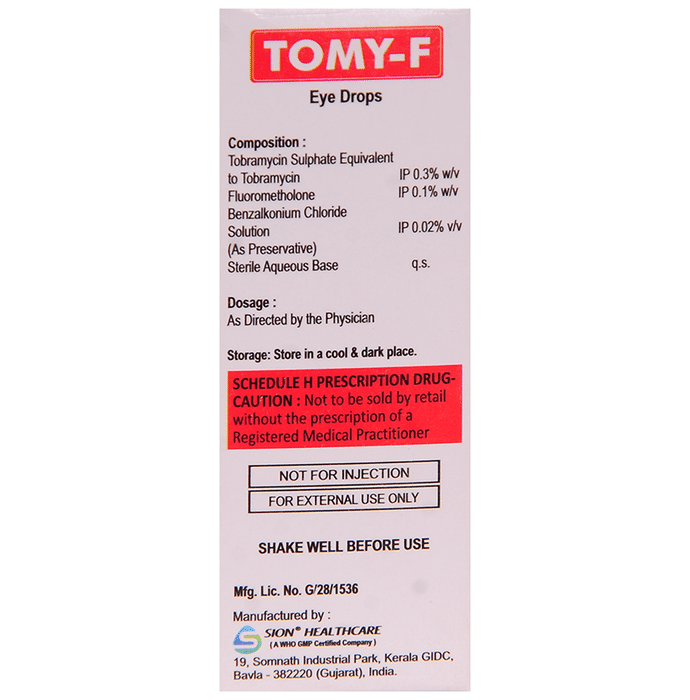 TOMY-F
Eye Drops
Composition :
Tobramycin Sulphate Equivalent
to Tobramycin IP 0.3% w/v
Fluorometholone IP 0.1% w/v
Benzalkonium Chloride
Solution IP 0.02% v/v
(As Preservative)
Sterile Aqueous Base q.s.
Dosage :
As Directed by the Physician
Storage: Store in a cool & dark place.
SCHEDULE H PRESCRIPTION DRUG-
CAUTION : Not to be sold by retail
without the prescription of a
Registered Medical Practitioner
NOT FOR INJECTION
FOR EXTERNAL USE ONLY
SHAKE WELL BEFORE USE
Mfg. Lic. No. G/28/1536
Manufactured by :
SION® HEALTHCARE
( A WHO GMP Certified Company )
19, Somnath Industrial Park, Kerala GIDC,
Bavla - 382220 (Gujarat), India.